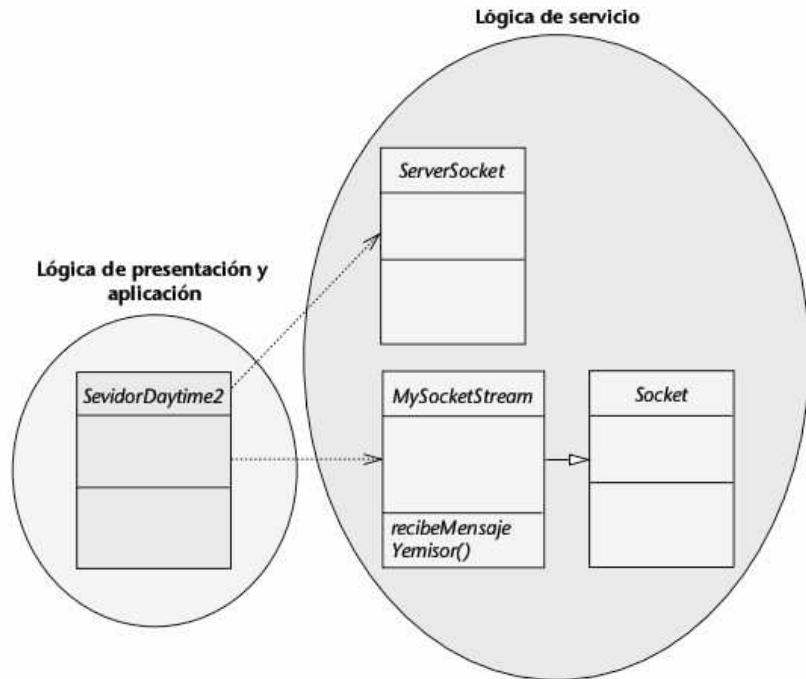 Lógica de servicio
ServerSocket
Lógica de presentación y
aplicación
SevidorDaytime2
MySocketStream
Socket
recibeMensaje
Yemisor()